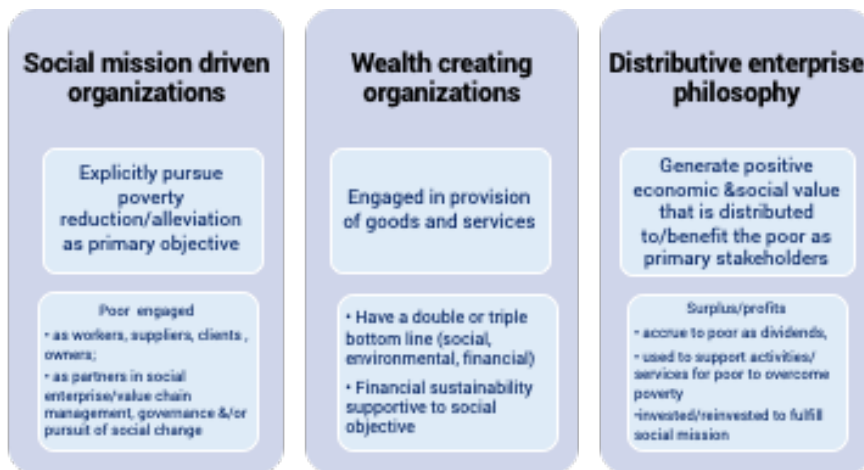 Social mission driven
organizations
Explicitly pursue
poverty
reduction/alleviation
as primary objective
Poor engaged
• as workers, suppliers, clients ,
owners;
• as partners in social
enterprise/value chain
management, governance &/or
pursuit of social change
Wealth creating
organizations
Engaged in provision
of goods and services
• Have a double or triple
bottom line (social,
environmental, financial)
• Financial sustainability
supportive to social
objective
Distributive enterprise
philosophy
Generate positive
economic &social value
that is distributed
to/benefit the poor as
primary stakeholders
Surplus/profits
• accrue to poor as dividends,
• used to support activities/
services for poor to overcome
poverty
•invested/reinvested to fulfill
social mission